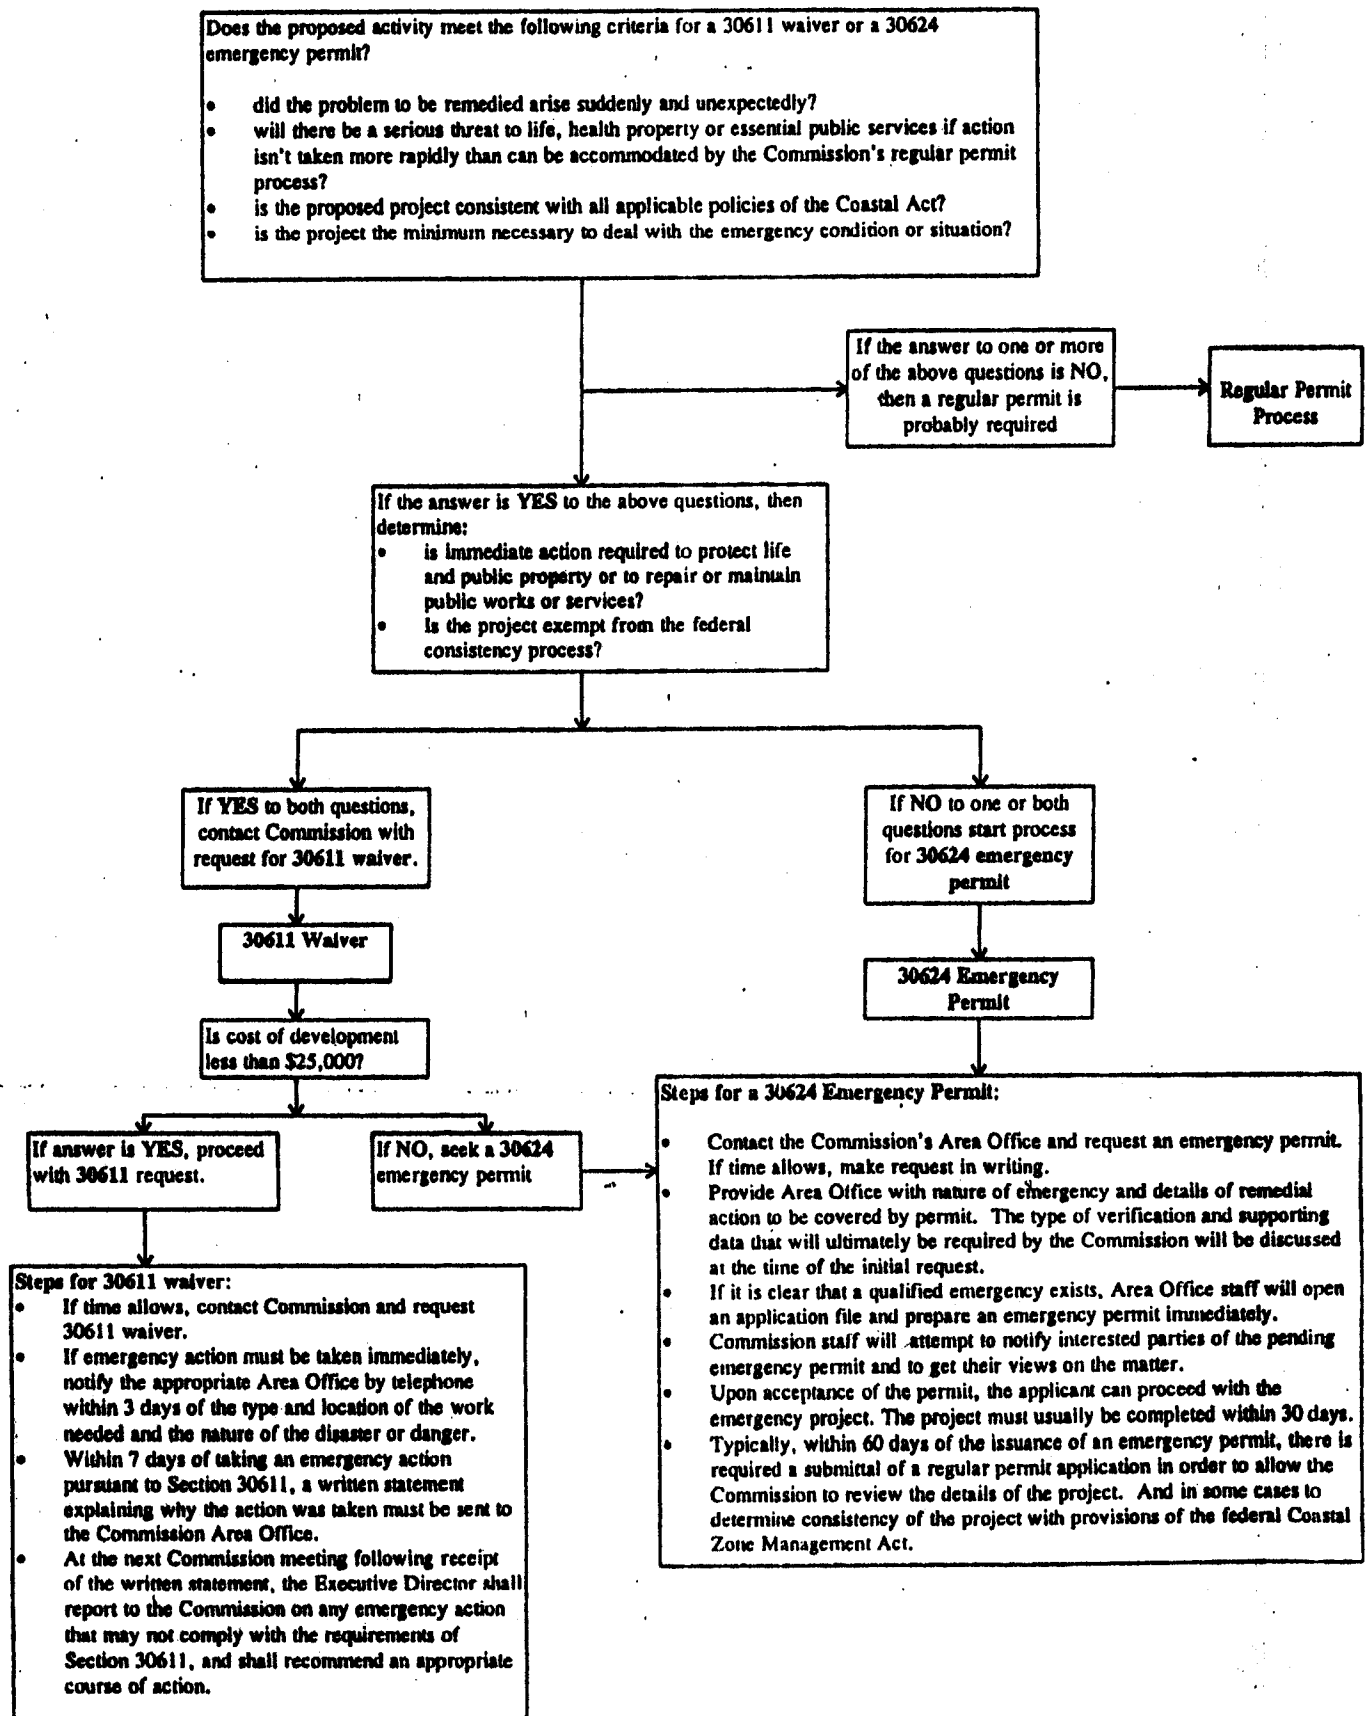 Does the proposed activity meet the following criteria for a 30611 waiver or a 30624
emergency permit?
• did the problem to be remedied arise suddenly and unexpectedly?
• will there be a serious threat to life, health property or essential public services if action
isn't taken more rapidly than can be accommodated by the Commission's regular permit
process?
• is the proposed project consistent with all applicable policies of the Coastal Act?
• is the project the minimum necessary to deal with the emergency condition or situation?
If the answer to one or more
of the above questions is NO,
then a regular permit is
probably required
Regular Permit
Process
If the answer is YES to the above questions, then
determine:
• is immediate action required to protect life
and public property or to repair or maintain
public works or services?
• Is the project exempt from the federal
consistency process?
If YES to both questions,
contact Commission with
request for 30611 waiver.
If NO to one or both
questions start process
for 30624 emergency
permit
30611 Waiver
30624 Emergency
Permit
Is cost of development
less than $25,000?
If answer is YES, proceed
with 30611 request.
If NO, seek a 30624
emergency permit
Steps for a 30624 Emergency Permit:
• Contact the Commission's Area Office and request an emergency permit.
If time allows, make request in writing.
• Provide Area Office with nature of emergency and details of remedial
action to be covered by permit. The type of verification and supporting
data that will ultimately be required by the Commission will be discussed
at the time of the initial request.
• If it is clear that a qualified emergency exists, Area Office staff will open
an application file and prepare an emergency permit immediately.
• Commission staff will attempt to notify interested parties of the pending
emergency permit and to get their views on the matter.
• Upon acceptance of the permit, the applicant can proceed with the
emergency project. The project must usually be completed within 30 days.
• Typically, within 60 days of the issuance of an emergency permit, there is
required a submittal of a regular permit application in order to allow the
Commission to review the details of the project. And in some cases to
determine consistency of the project with provisions of the federal Coastal
Zone Management Act.
Steps for 30611 waiver:
• If time allows, contact Commission and request
30611 waiver.
• If emergency action must be taken immediately,
notify the appropriate Area Office by telephone
within 3 days of the type and location of the work
needed and the nature of the disaster or danger.
• Within 7 days of taking an emergency action
pursuant to Section 30611, a written statement
explaining why the action was taken must be sent to
the Commission Area Office.
• At the next Commission meeting following receipt
of the written statement, the Executive Director shall
report to the Commission on any emergency action
that may not comply with the requirements of
Section 30611, and shall recommend an appropriate
course of action.